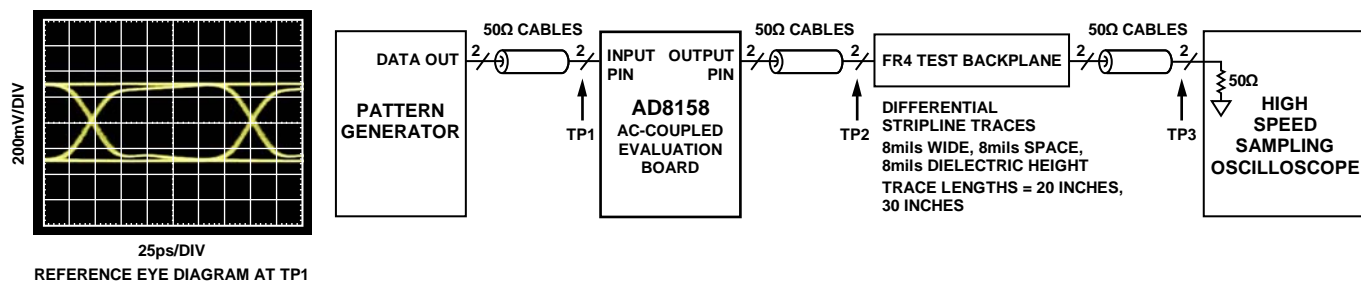 200mV/DIV
25ps/DIV
REFERENCE EYE DIAGRAM AT TP1
DATA OUT
PATTERN
GENERATOR
50Ω CABLES
2
2
TP1
INPUT
PIN
OUTPUT
PIN
AD8158
AC-COUPLED
EVALUATION
BOARD
50Ω CABLES
2
2
TP2
FR4 TEST BACKPLANE
DIFFERENTIAL
STRIPLINE TRACES
8mils WIDE, 8mils SPACE,
8mils DIELECTRIC HEIGHT
TRACE LENGTHS = 20 INCHES,
30 INCHES
50Ω CABLES
2
2
TP3
50Ω
HIGH
SPEED
SAMPLING
OSCILLOSCOPE